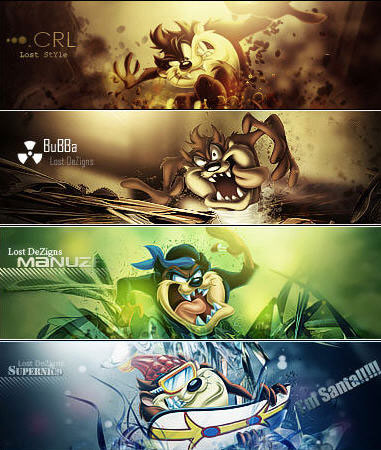 .CRL
Lost StYle
BuBBa
Lost DeZigns
Lost DeZigns
MANUZ
Lost DeZigns
SUPERNICO
Santa!!!!!